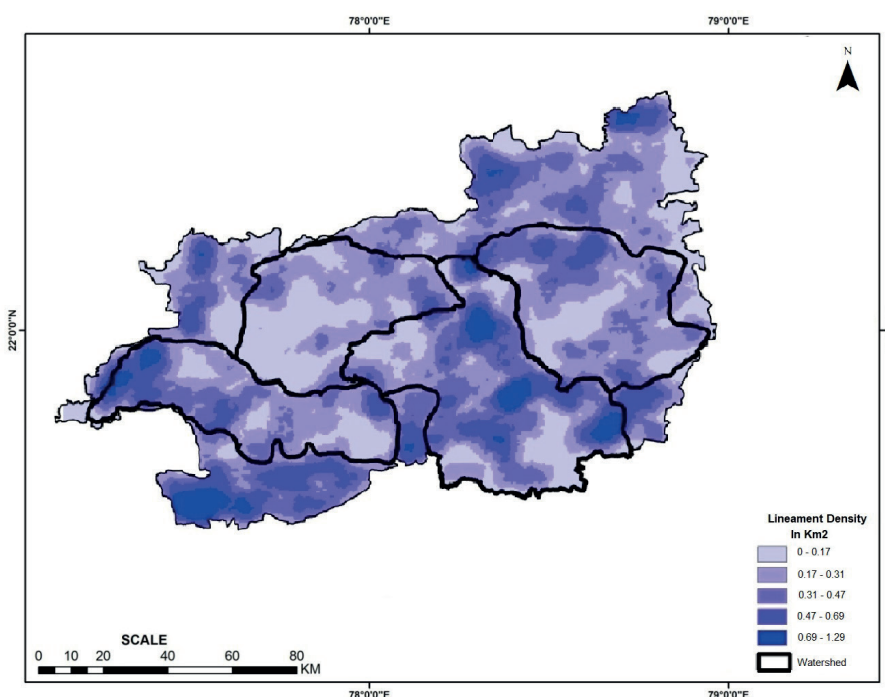 78°0'0"E
79°0'0"E
N
22°0'0"N
Lineament Density
In Km2
0 - 0.17
0.17 - 0.31
0.31 - 0.47
0.47 - 0.69
0.69 - 1.29
Watershed
SCALE
0 10 20 40 60 80
KM
78°0'0"E
79°0'0"E